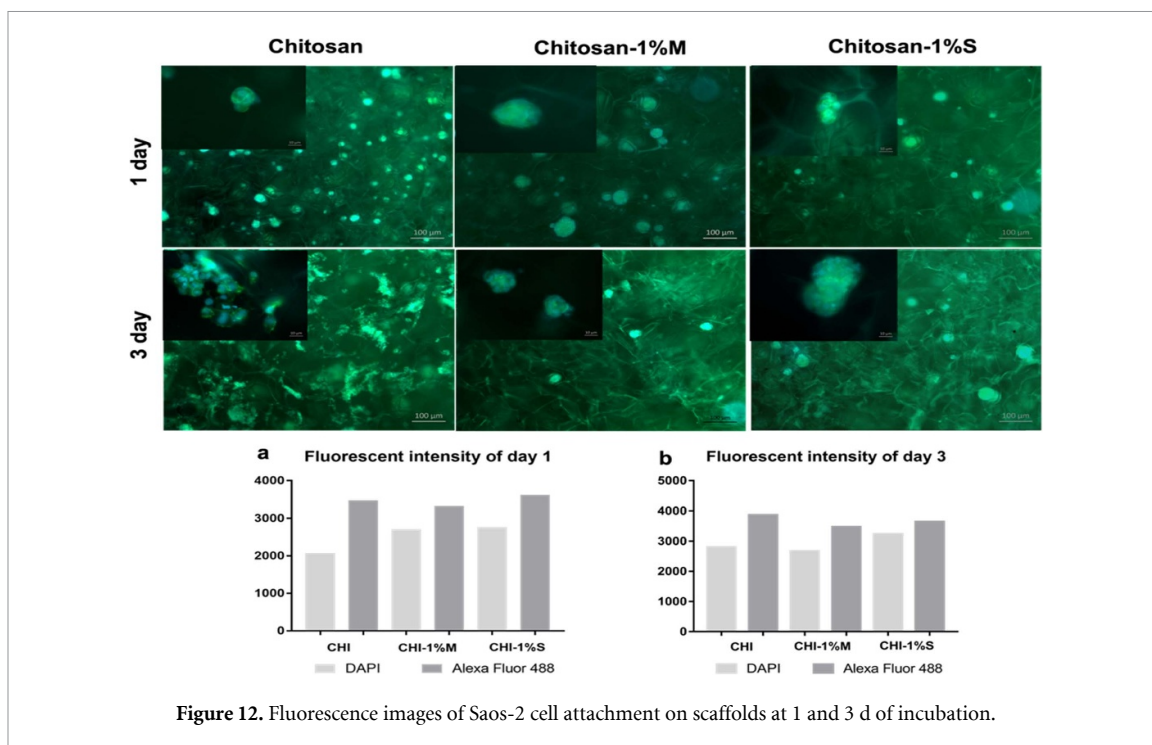 Chitosan Chitosan-1%M Chitosan-1%S
1 day
100 µm 100 µm 100 µm
3 day
100 µm 100 µm
a Fluorescent intensity of day 1
4000
3000
2000
1000
0
CHI CHI-1%M CHI-1%S
DAPI Alexa Fluor 488
b Fluorescent intensity of day 3
5000
4000
3000
2000
1000
0
CHI CHI-1%M CHI-1%S
DAPI Alexa Fluor 488
Figure 12. Fluorescence images of Saos-2 cell attachment on scaffolds at 1 and 3 d of incubation.